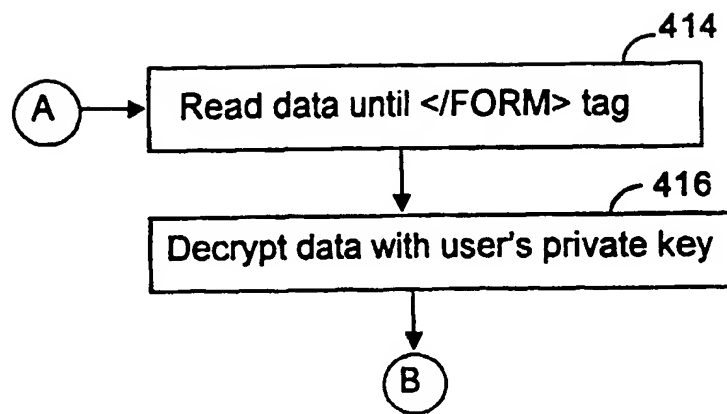 414
A
Read data until </FORM> tag
416
Decrypt data with user's private key
B